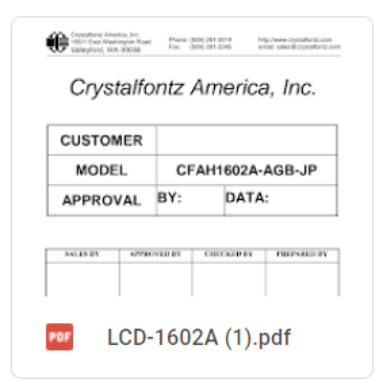 Crystalfontz America, Inc.
15611 East Washington Road
Valleyford, WA 99036
Phone: (509) 291-3514
Fax: (509) 291-3345
http://www.crystalfontz.com
email: sales@crystalfontz.com
Crystalfontz America, Inc.
CUSTOMER
MODEL CFAH1602A-AGB-JP
APPROVAL BY: DATA:
SALES BY APPROVED BY CHECKED BY PREPARED BY
PDF LCD-1602A (1).pdf